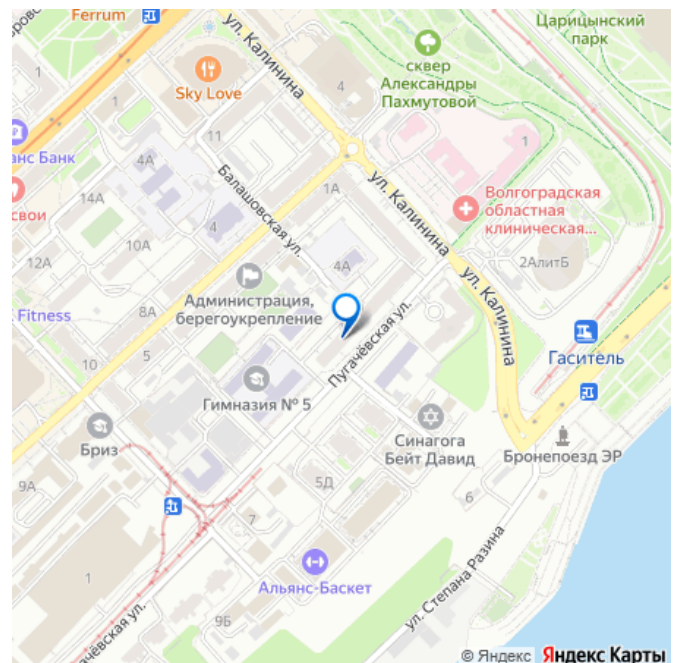 Ferrum
Царицынский
парк
ул. Калинина
сквер
Александры
Пахмутовой
1
4
Sky Love
11
1
анс Банк
4А
Балашовская ул.
1А
ул. Калинина
Волгоградская
областная
клиническая...
14А
свои
4
10А
12А
4А
2АлитБ
ул. Калинина
Администрация,
берегоукрепление
Fitness
8А
Пугачёвская ул.
Гаситель
10
5
Гимназия № 5
Синагога
Бейт Давид
Бриз
Бронепоезд ЭР
9А
5Д
6
7
1
Альянс-Баскет
ул. Степана Разина
9Б
гачёвская ул.
© Яндекс Яндекс Карты